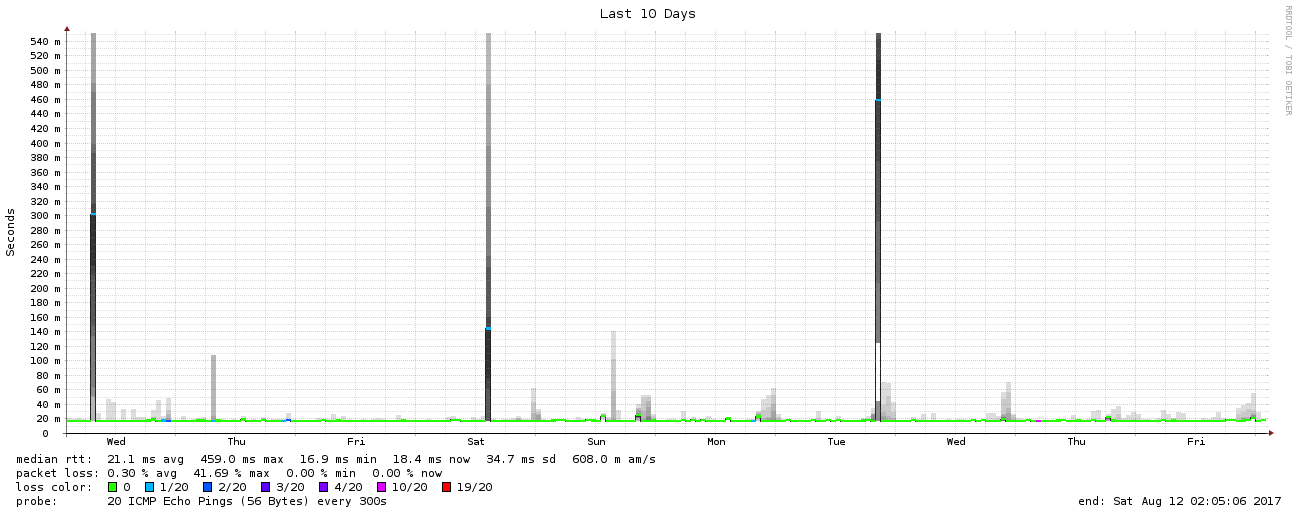 Last 10 Days
RRDTOOL / TOBI OETIKER
Seconds
540 m
520 m
500 m
480 m
460 m
440 m
420 m
400 m
380 m
360 m
340 m
320 m
300 m
280 m
260 m
240 m
220 m
200 m
180 m
160 m
140 m
120 m
100 m
80 m
60 m
40 m
20 m
0
Wed Thu Fri Sat Sun Mon Tue Wed Thu Fri
median rtt: 21.1 ms avg 459.0 ms max 16.9 ms min 18.4 ms now 34.7 ms sd 608.0 m am/s
packet loss: 0.30 % avg 41.69 % max 0.00 % min 0.00 % now
loss color: 0 1/20 2/20 3/20 4/20 10/20 19/20
probe: 20 ICMP Echo Pings (56 Bytes) every 300s end: Sat Aug 12 02:05:06 2017